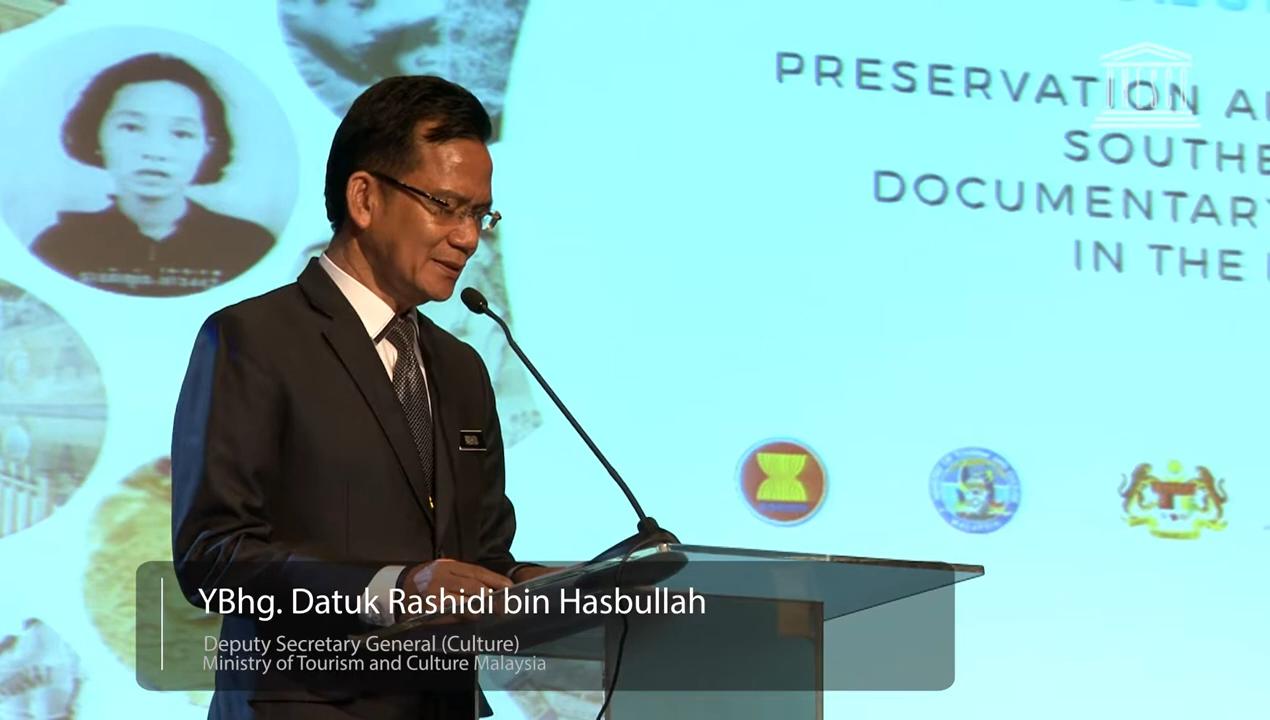 PRESERVATION
SOUTHE
DOCUMENTARY
IN THE
YBhg. Datuk Rashidi bin Hasbullah
Deputy Secretary General (Culture)
Ministry of Tourism and Culture Malaysia